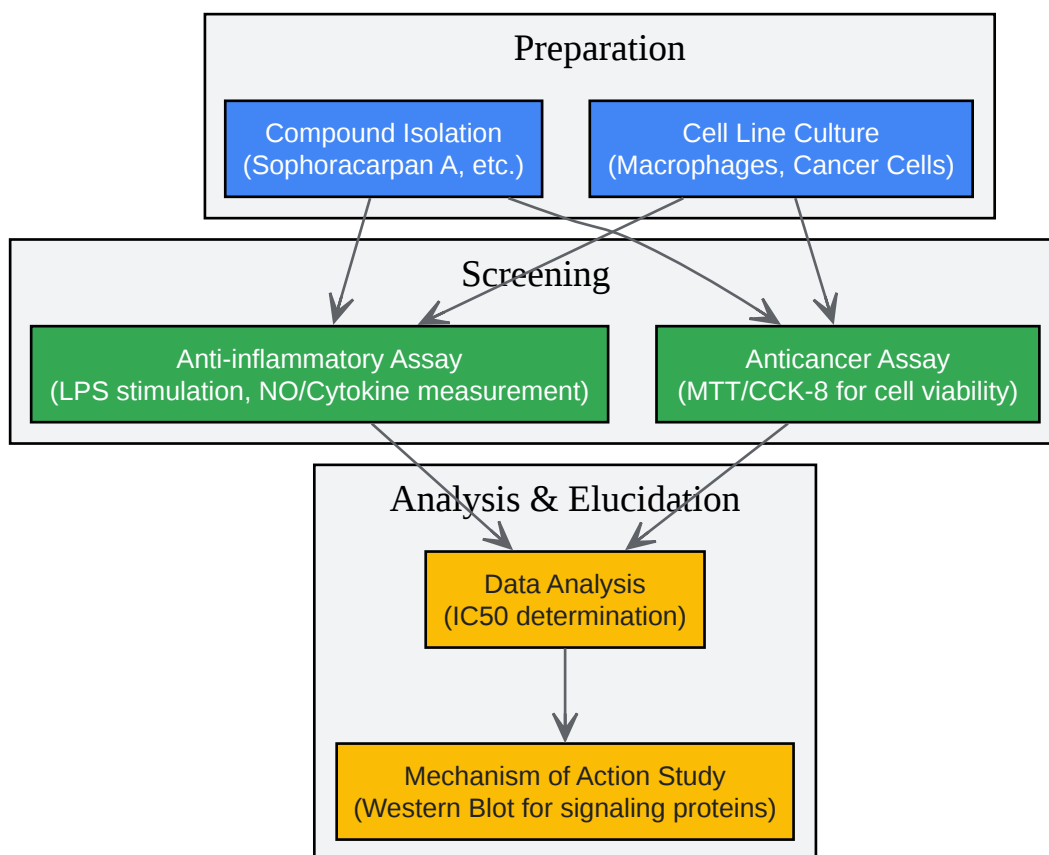 Preparation
Compound Isolation
(Sophoracarpan A, etc.)
Cell Line Culture
(Macrophages, Cancer Cells)
Screening
Anti-inflammatory Assay
(LPS stimulation, NO/Cytokine measurement)
Anticancer Assay
(MTT/CCK-8 for cell viability)
Analysis & Elucidation
Data Analysis
(IC50 determination)
Mechanism of Action Study
(Western Blot for signaling proteins)